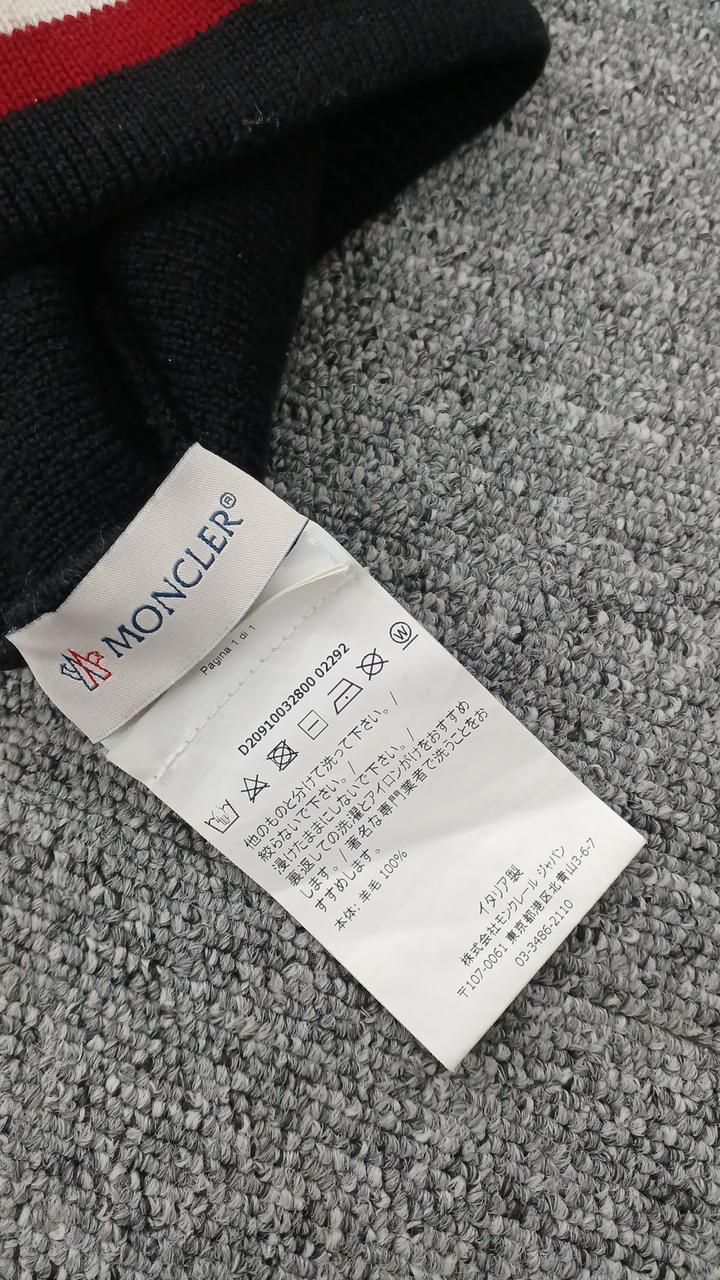 MONCLER®
Pagina 1 di 1
D20910032800 02292
W
他のものと分けて洗って下さい。/
絞らないで下さい。/
浸けたままにしないで下さい。/
裏返しての洗濯とアイロンがけをおすすめ
します。/ 著名な専門業者で洗うことをお
すすめします。
本体: 羊毛 100%
イタリア製
株式会社モンクレール ジャパン
〒107-0061 東京都港区北青山3-6-7
03-3486-2110